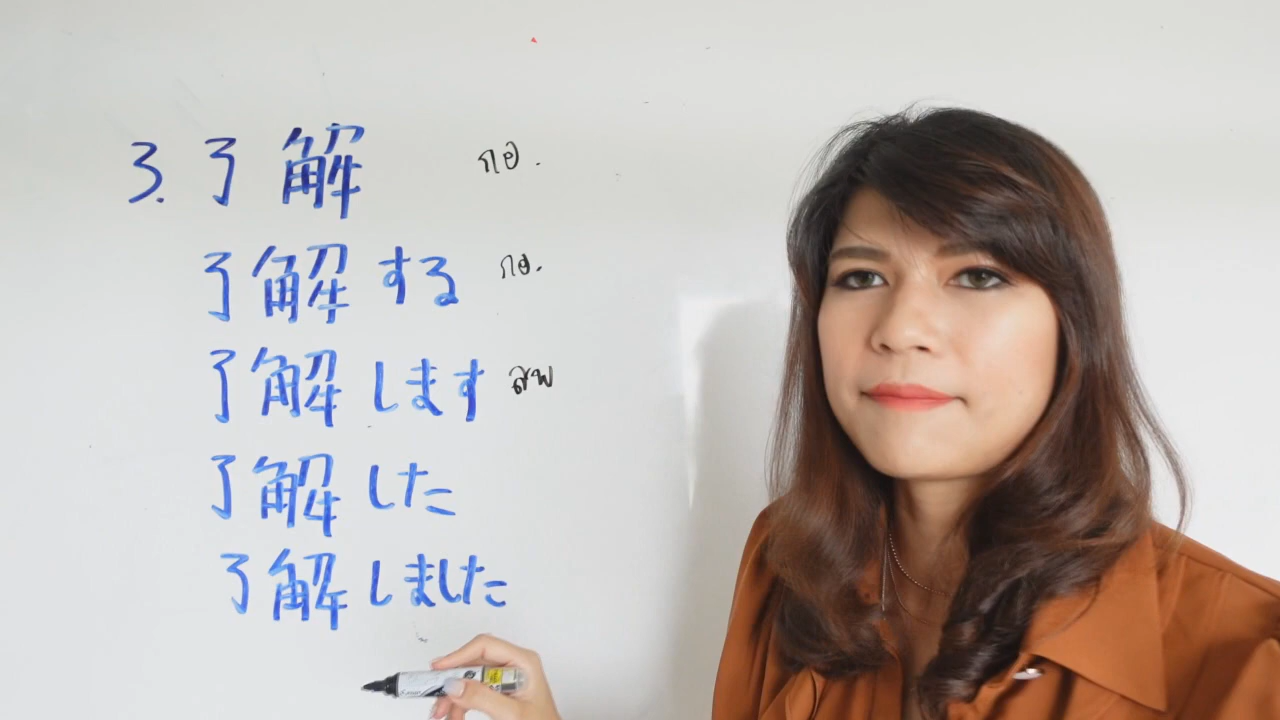 3. 了解 กอ.
了解する กอ.
了解します สพ
了解した
了解しました